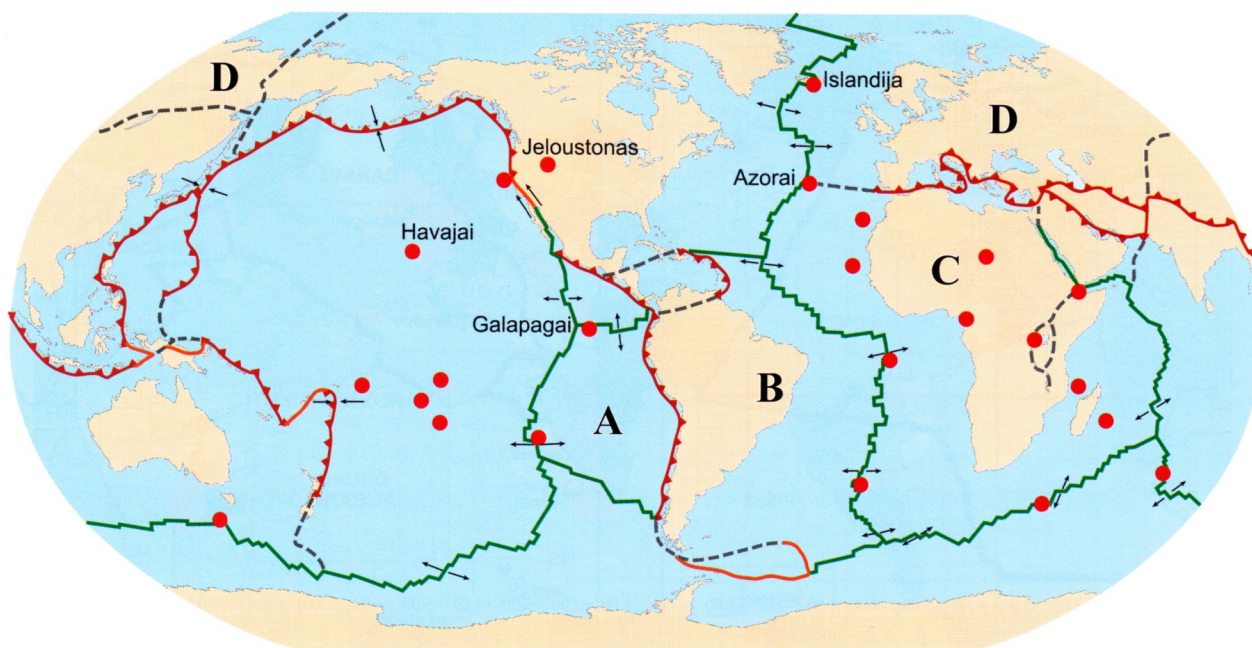 D
Islandija
D
Jeloustonas
Azorai
Havajai
C
Galapagai
B
A